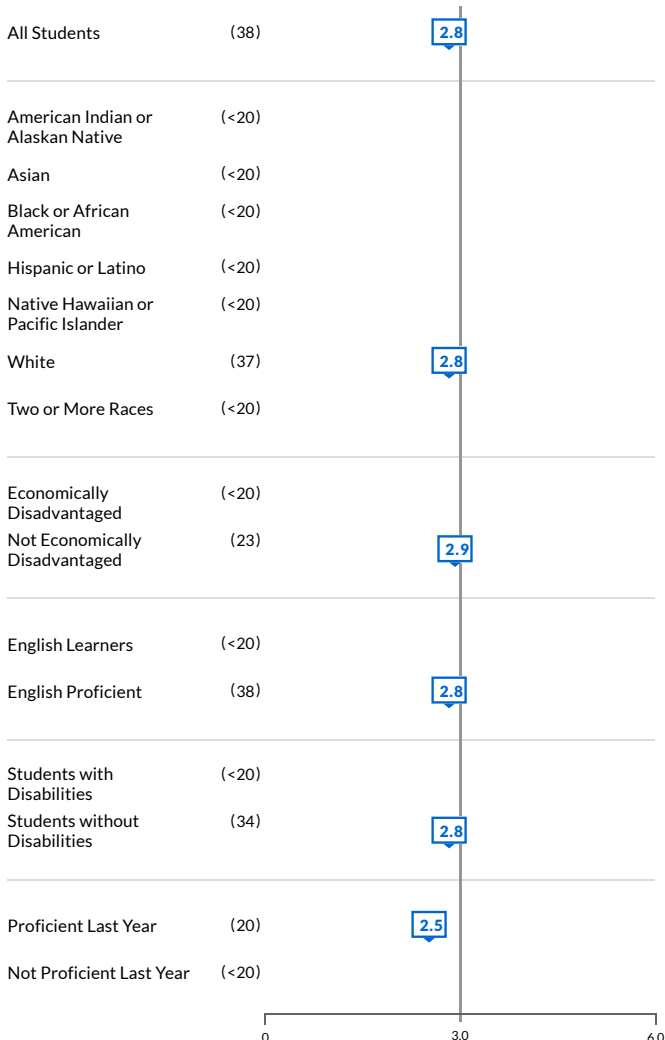 All Students (38) 2.8
American Indian or (<20)
Alaskan Native
Asian (<20)
Black or African (<20)
American
Hispanic or Latino (<20)
Native Hawaiian or (<20)
Pacific Islander
White (37) 2.8
Two or More Races (<20)
Economically (<20)
Disadvantaged
Not Economically (23) 2.9
Disadvantaged
English Learners (<20)
English Proficient (38) 2.8
Students with (<20)
Disabilities
Students without (34) 2.8
Disabilities
Proficient Last Year (20) 2.5
Not Proficient Last Year (<20)
0 3.0 6.0